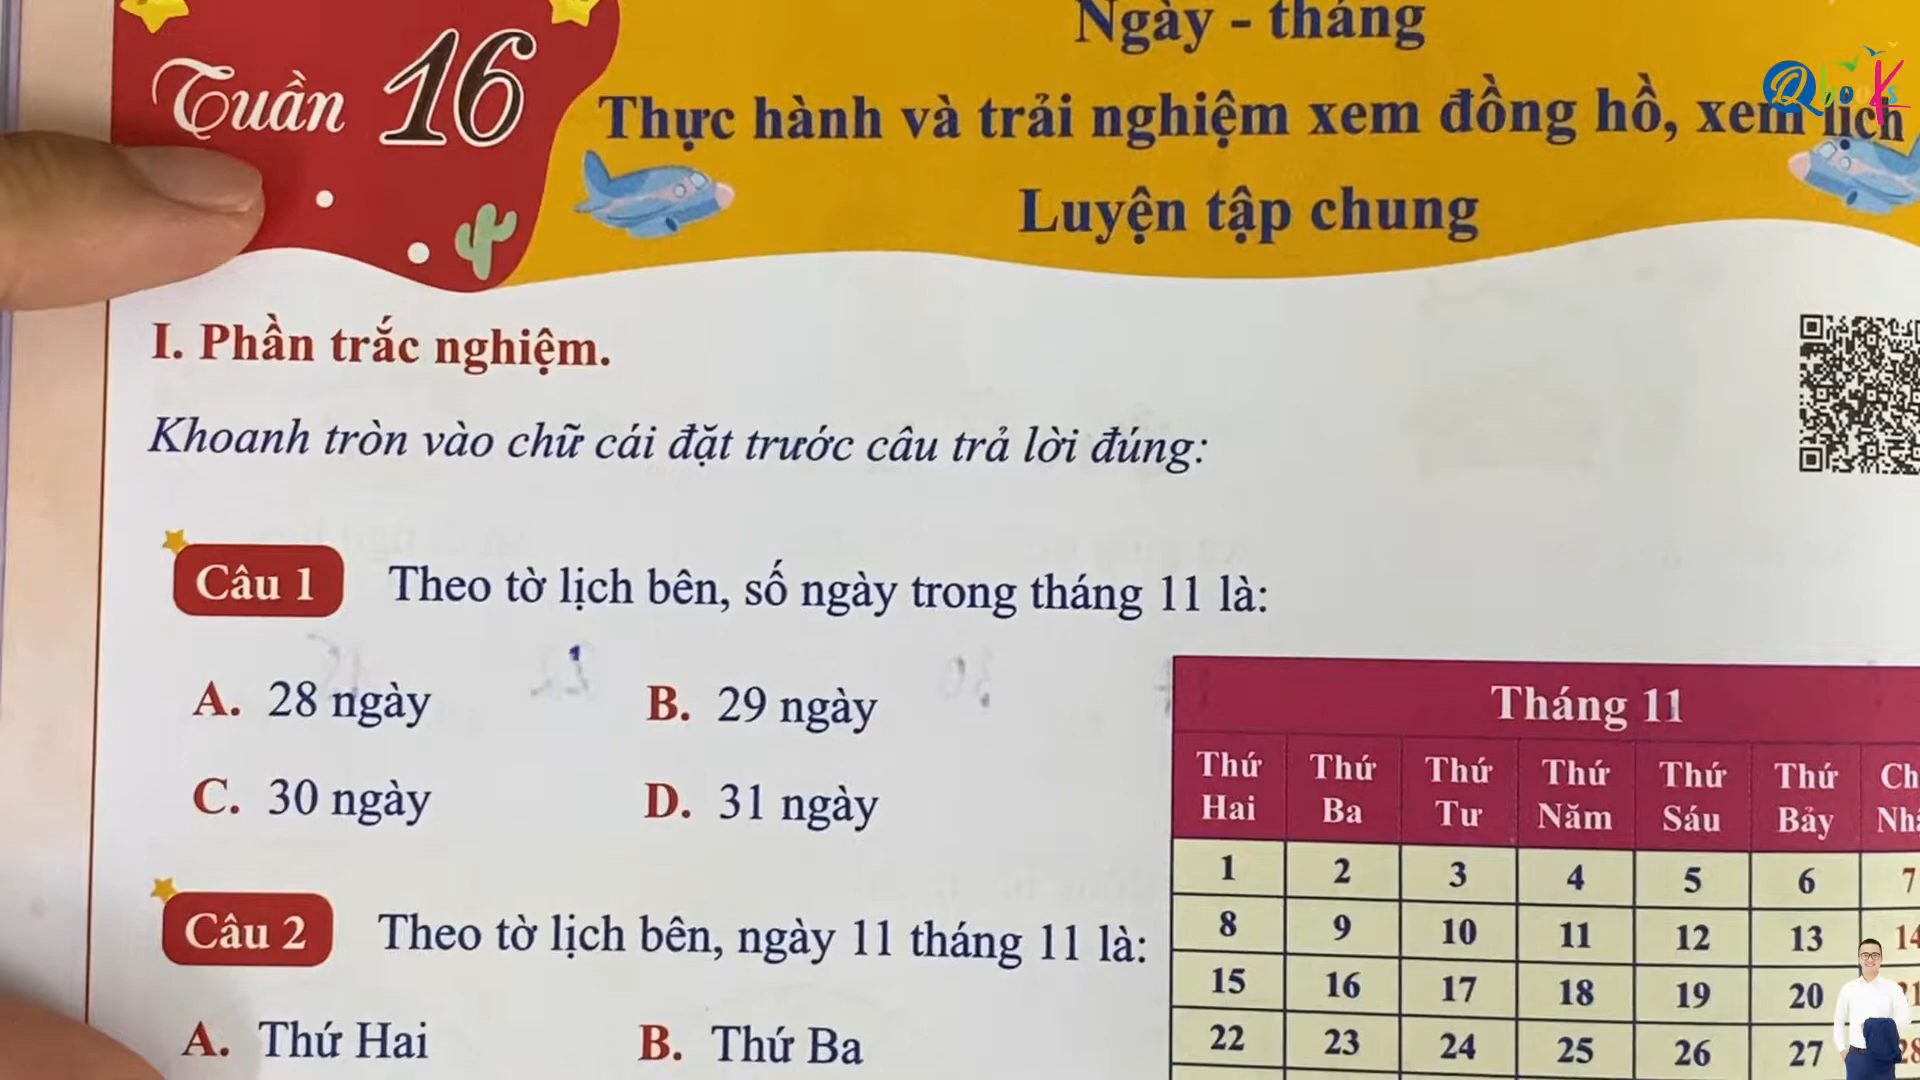 Ngày - tháng
Qbooks
Tuần 16
Thực hành và trải nghiệm xem đồng hồ, xem lịch
Luyện tập chung
I. Phần trắc nghiệm.
Khoanh tròn vào chữ cái đặt trước câu trả lời đúng:
Câu 1 Theo tờ lịch bên, số ngày trong tháng 11 là:
A. 28 ngày B. 29 ngày
C. 30 ngày D. 31 ngày
Tháng 11
Thứ Hai Thứ Ba Thứ Tư Thứ Năm Thứ Sáu Thứ Bảy
1 2 3 4 5 6 7
8 9 10 11 12 13 14
15 16 17 18 19 20
22 23 24 25 26 27 28
Câu 2 Theo tờ lịch bên, ngày 11 tháng 11 là:
A. Thứ Hai B. Thứ Ba